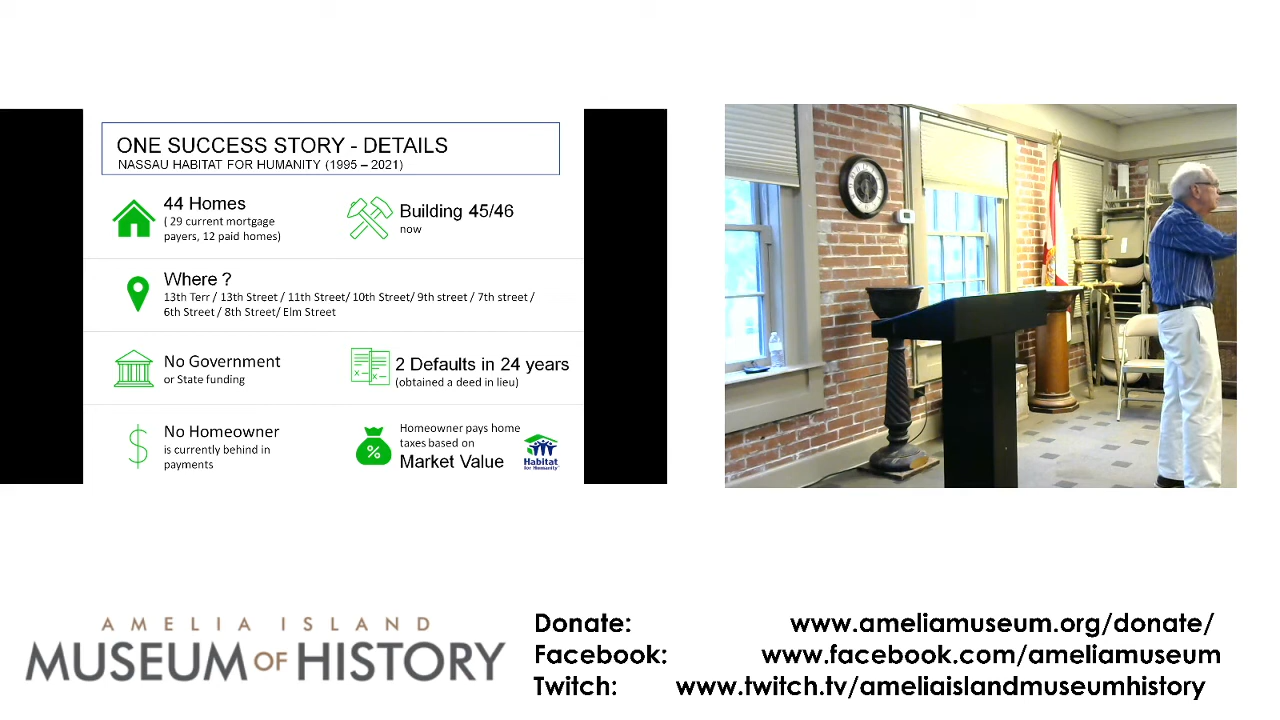 ONE SUCCESS STORY - DETAILS
NASSAU HABITAT FOR HUMANITY (1995 – 2021)
44 Homes
( 29 current mortgage
payers, 12 paid homes)
Building 45/46
now
Where ?
13th Terr / 13th Street / 11th Street/ 10th Street/ 9th street / 7th street /
6th Street / 8th Street/ Elm Street
No Government
or State funding
2 Defaults in 24 years
(obtained a deed in lieu)
No Homeowner
is currently behind in
payments
Homeowner pays home
taxes based on
Market Value
Habitat
for Humanity
AMELIA ISLAND
MUSEUM OF HISTORY
Donate: www.ameliamuseum.org/donate/
Facebook: www.facebook.com/ameliamuseum
Twitch: www.twitch.tv/ameliaislandmuseumhistory